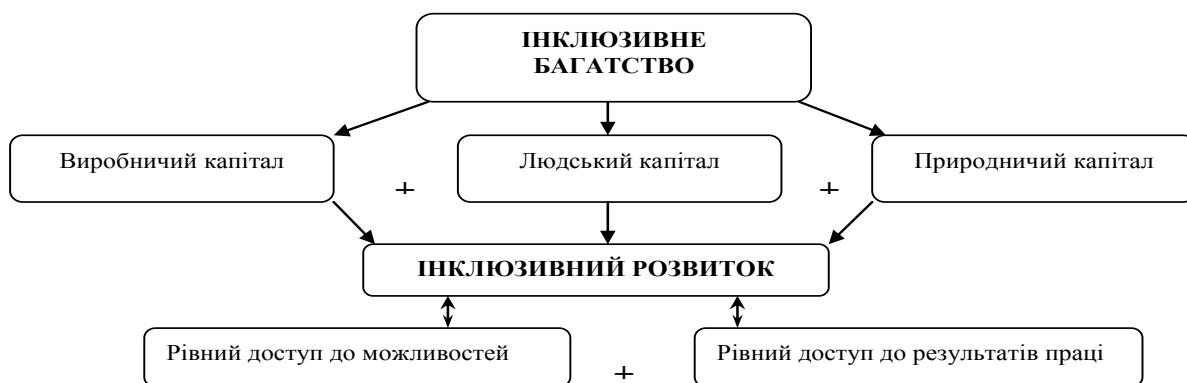 ІНКЛЮЗИВНЕ
БАГАТСТВО
Виробничий капітал
Людський капітал
Природничий капітал
+
+
ІНКЛЮЗИВНИЙ РОЗВИТОК
Рівний доступ до можливостей
+
Рівний доступ до результатів праці